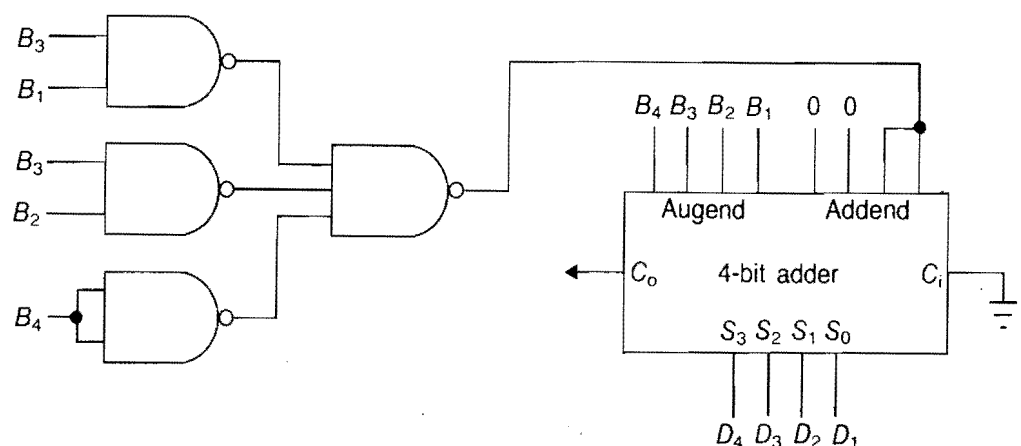 B₃
B₁
B₃
B₂
B₄
B₄ B₃ B₂ B₁ 0 0
Augend Addend
Cₒ 4-bit adder Cᵢ
S₃ S₂ S₁ S₀
D₄ D₃ D₂ D₁